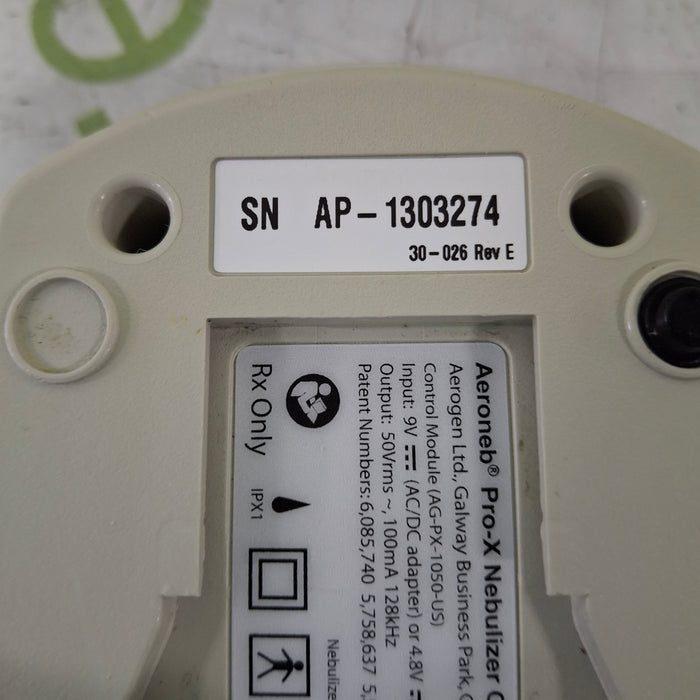 SN AP-1303274
30-026 Rev E
Aeroneb® Pro-X Nebulizer
Aerogen Ltd., Galway Business Park,
Control Module (AG-PX-1050-US)
Input: 9V ⎓ (AC/DC adapter) or 4.8V ⎓
Output: 50Vrms ~, 100mA 128kHz
Patent Numbers: 6,085,740 5,758,637
Rx Only
IPX1